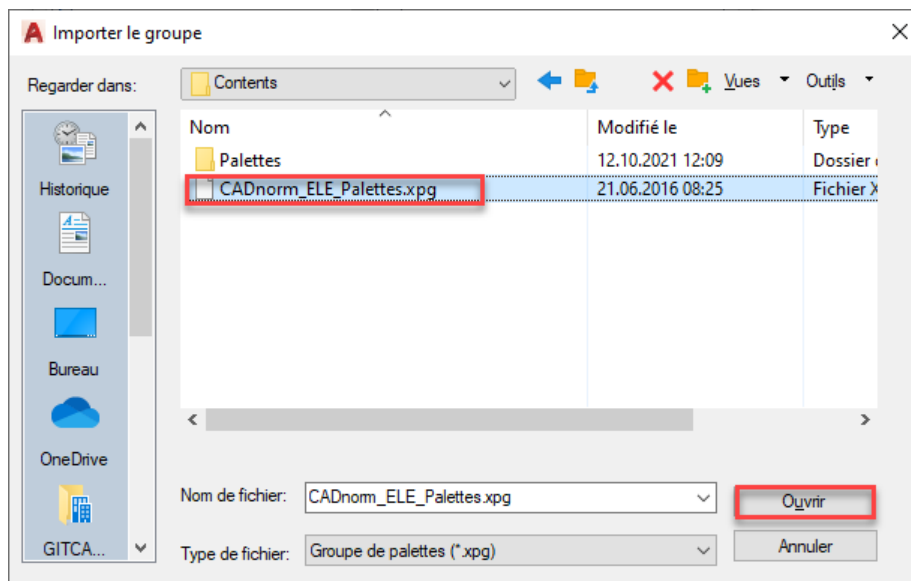 Importer le groupe
Regarder dans: Contents Vues Outils
Nom Modifié le Type
Palettes 12.10.2021 12:09 Dossier
CADnorm_ELE_Palettes.xpg 21.06.2016 08:25 Fichier X
Historique
Docum...
Bureau
OneDrive
GITCA...
Nom de fichier: CADnorm_ELE_Palettes.xpg Ouvrir
Type de fichier: Groupe de palettes (*.xpg) Annuler